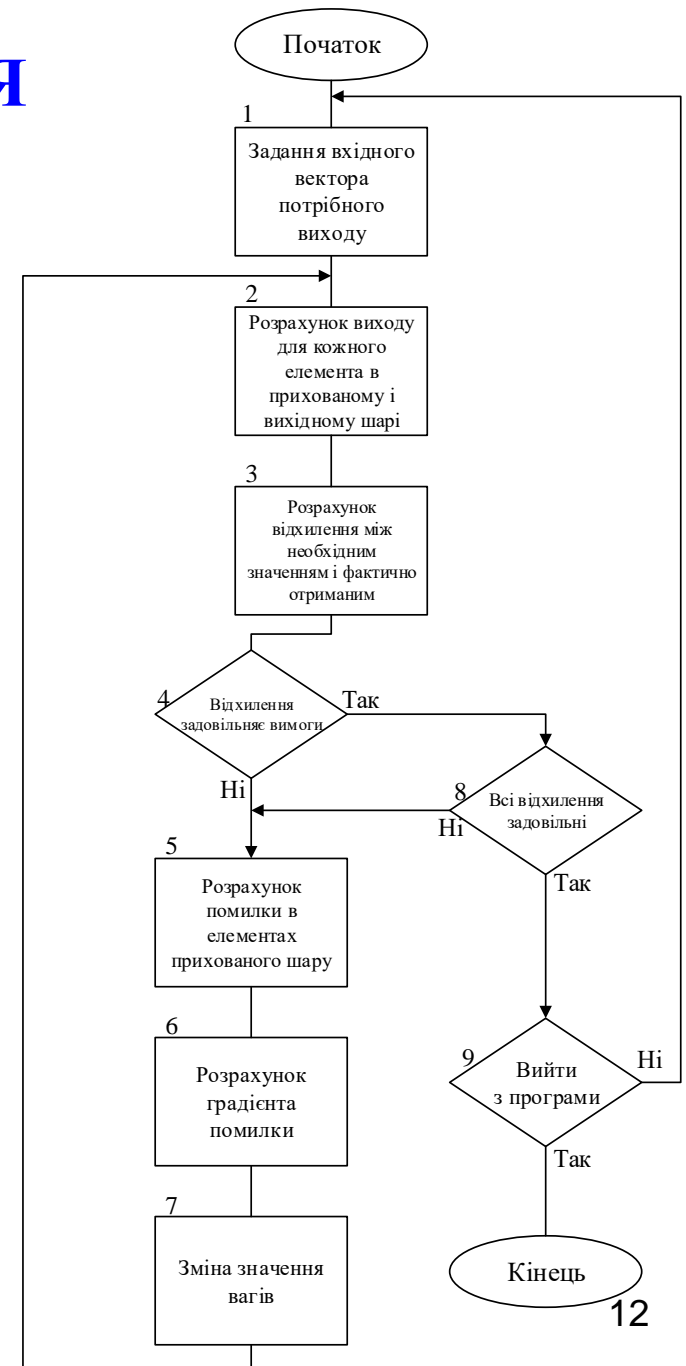 Я
Початок
1
Задання вхідного
вектора
потрібного
виходу
2
Розрахунок виходу
для кожного
елемента в
прихованому і
вихідному шарі
3
Розрахунок
відхилення між
необхідним
значенням і фактично
отриманим
4
Відхилення
задовільняє вимоги
Так
Ні
8
Всі відхилення
задовільні
Ні
Так
5
Розрахунок
помилки в
елементах
прихованого шару
6
Розрахунок
градієнта
помилки
9
Вийти
з програми
Ні
Так
7
Зміна значення
вагів
Кінець
12